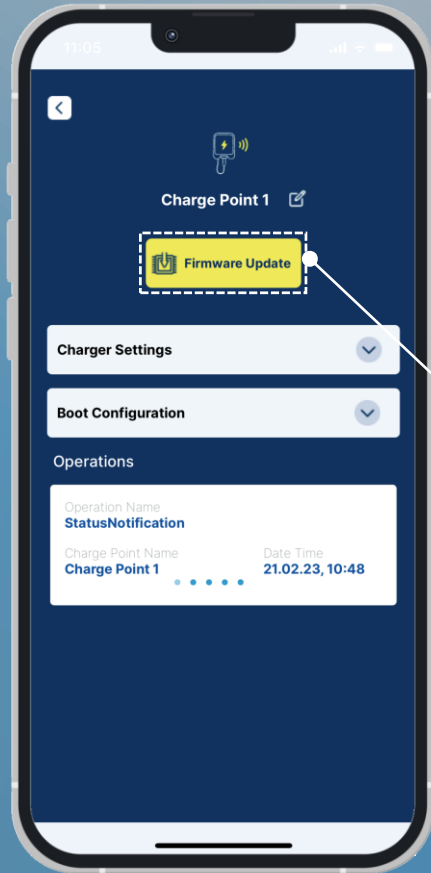 11:05
Charge Point 1
Firmware Update
Charger Settings
Boot Configuration
Operations
Operation Name
StatusNotification
Charge Point Name Date Time
Charge Point 1 21.02.23, 10:48